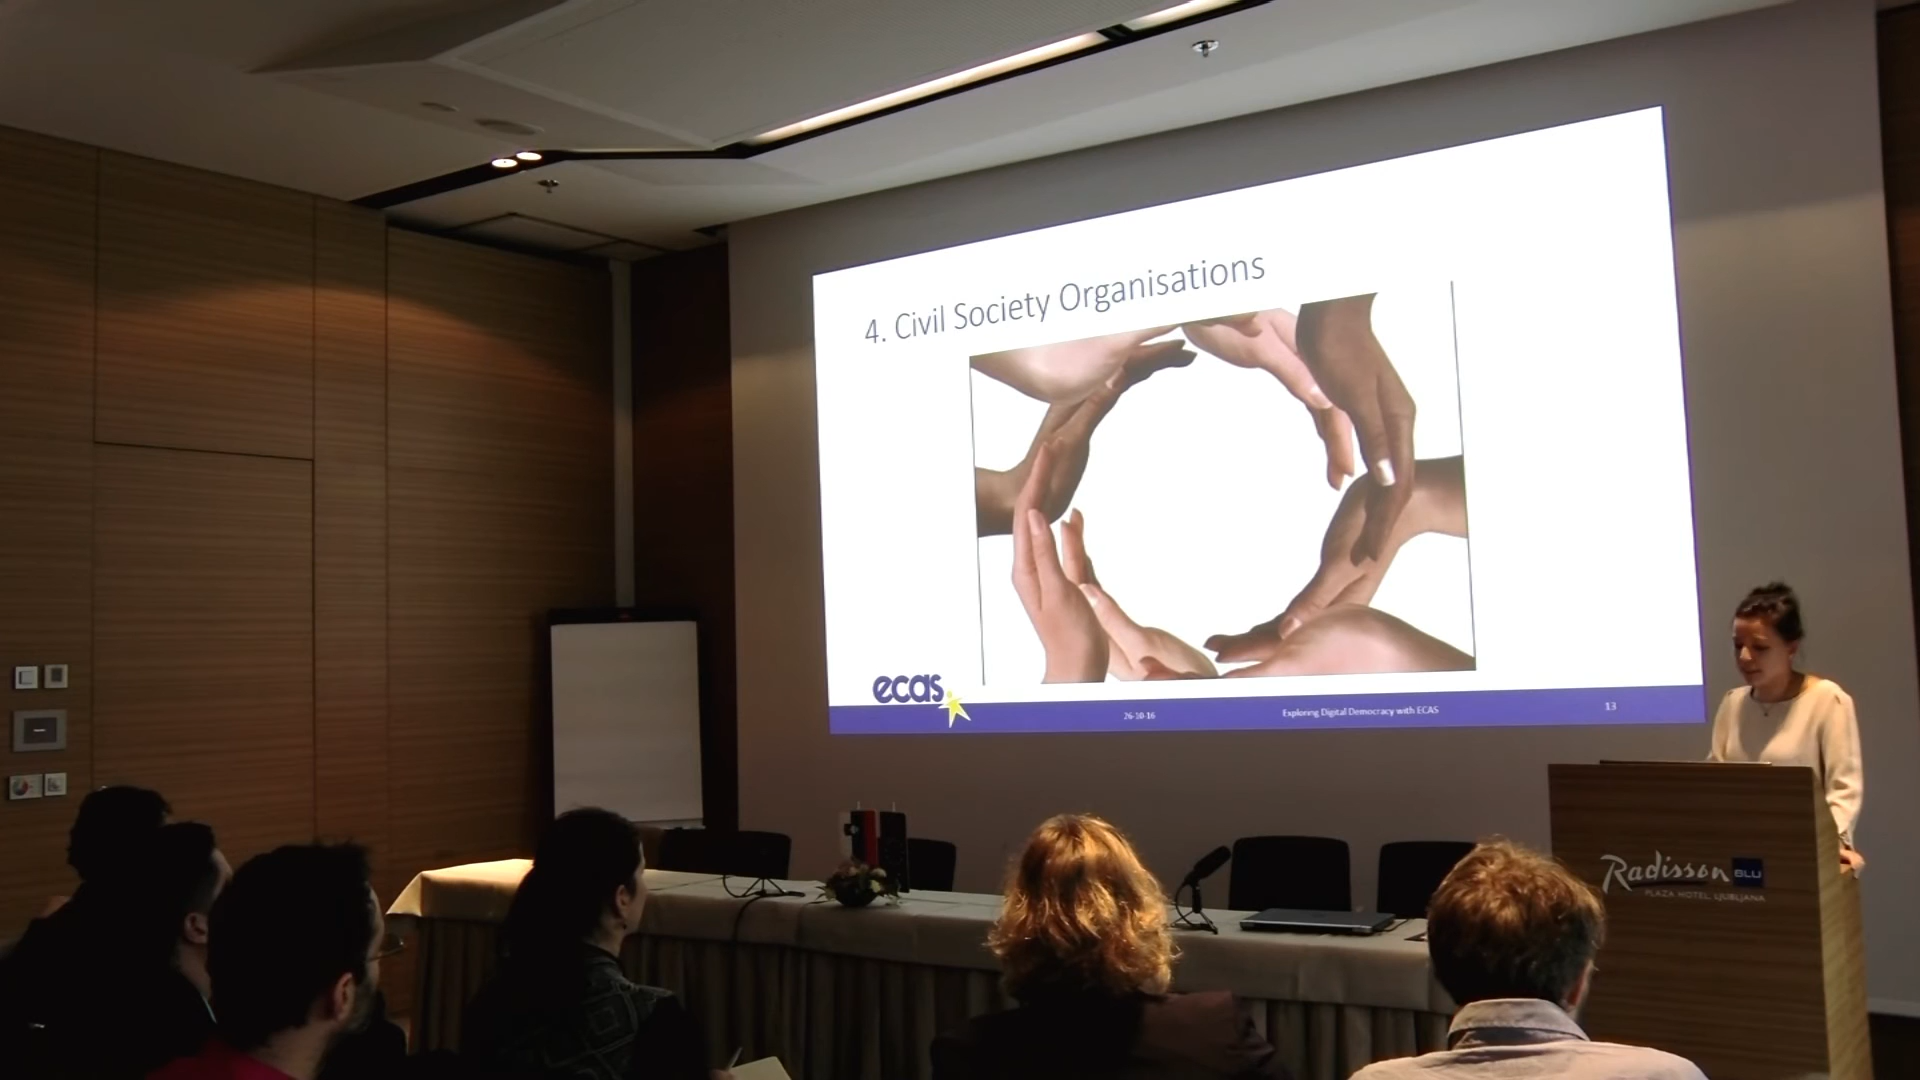 4. Civil Society Organisations
ecas
26-10-16
Exploring Digital Democracy with ECAS
13
Radisson BLU
PLAZA HOTEL, LJUBLJANA